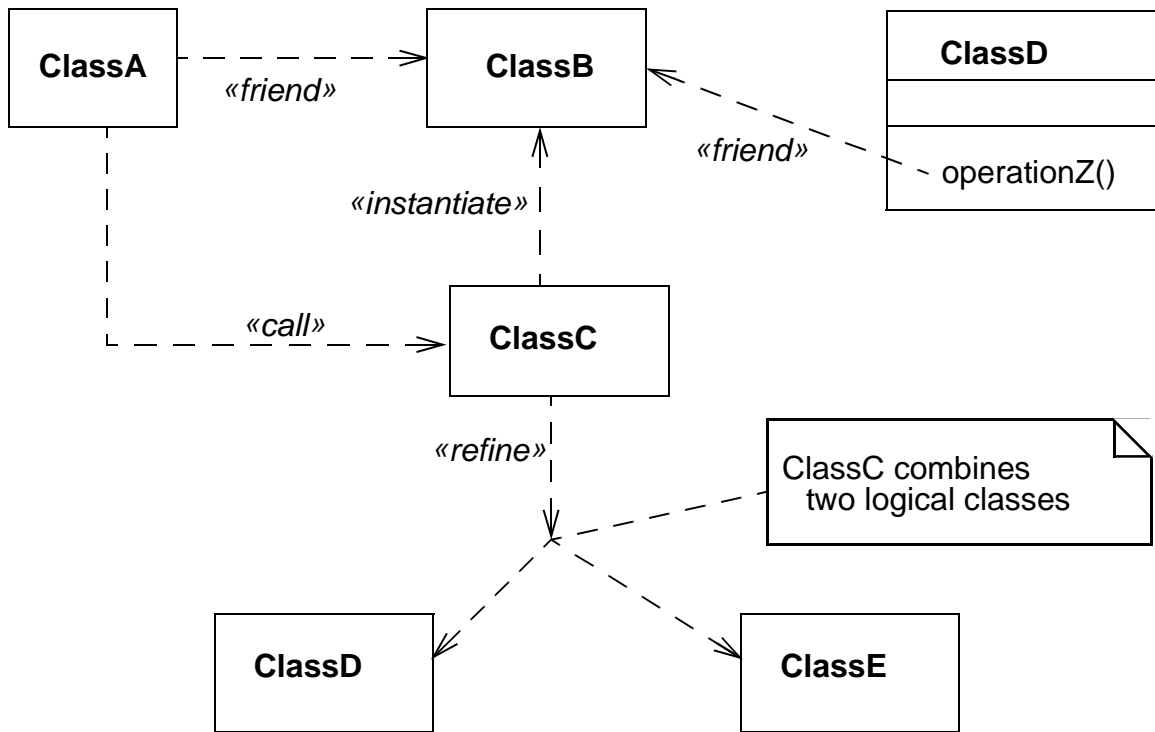 ClassA
ClassB
ClassD
«friend»
«friend»
operationZ()
«instantiate»
«call»
ClassC
«refine»
ClassC combines
two logical classes
ClassD
ClassE